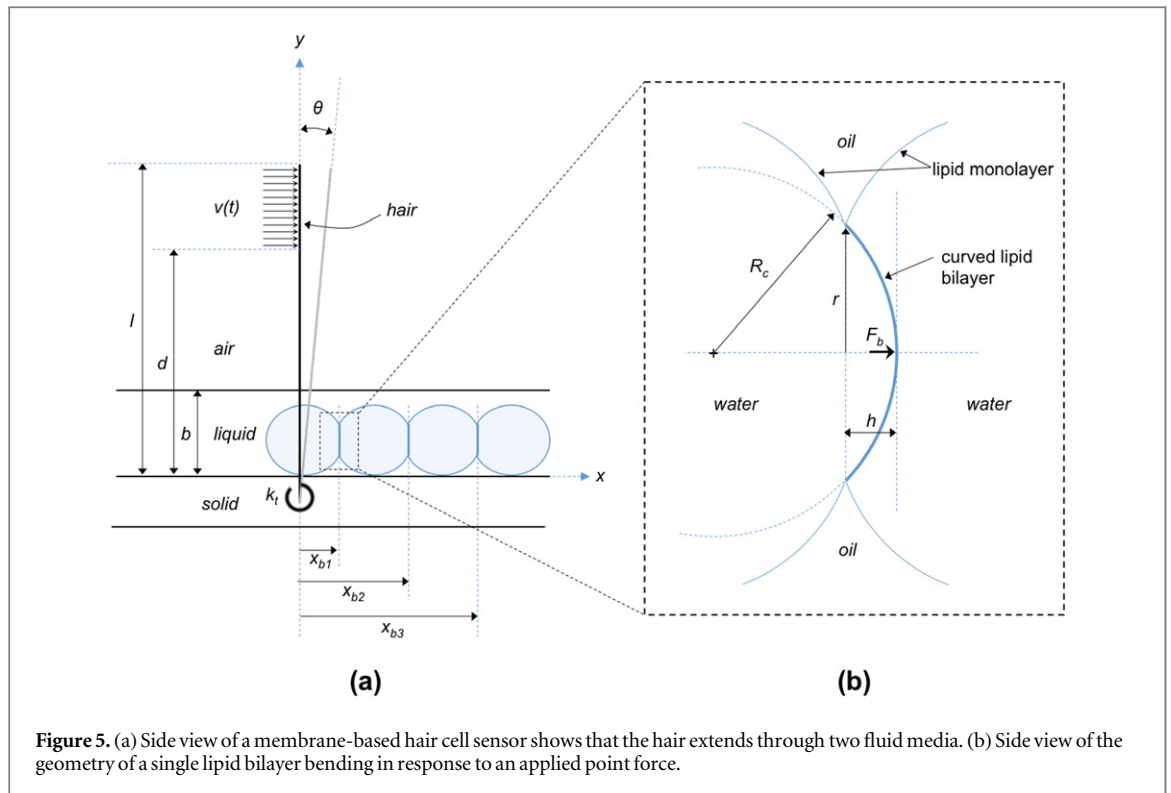 y
θ
v(t)
hair
l
d
air
b
liquid
x
k_t
solid
x_b1
x_b2
x_b3
(a)
oil
lipid monolayer
R_c
curved lipid
bilayer
r
F_b
water
water
h
oil
(b)
Figure 5. (a) Side view of a membrane-based hair cell sensor shows that the hair extends through two fluid media. (b) Side view of the
geometry of a single lipid bilayer bending in response to an applied point force.